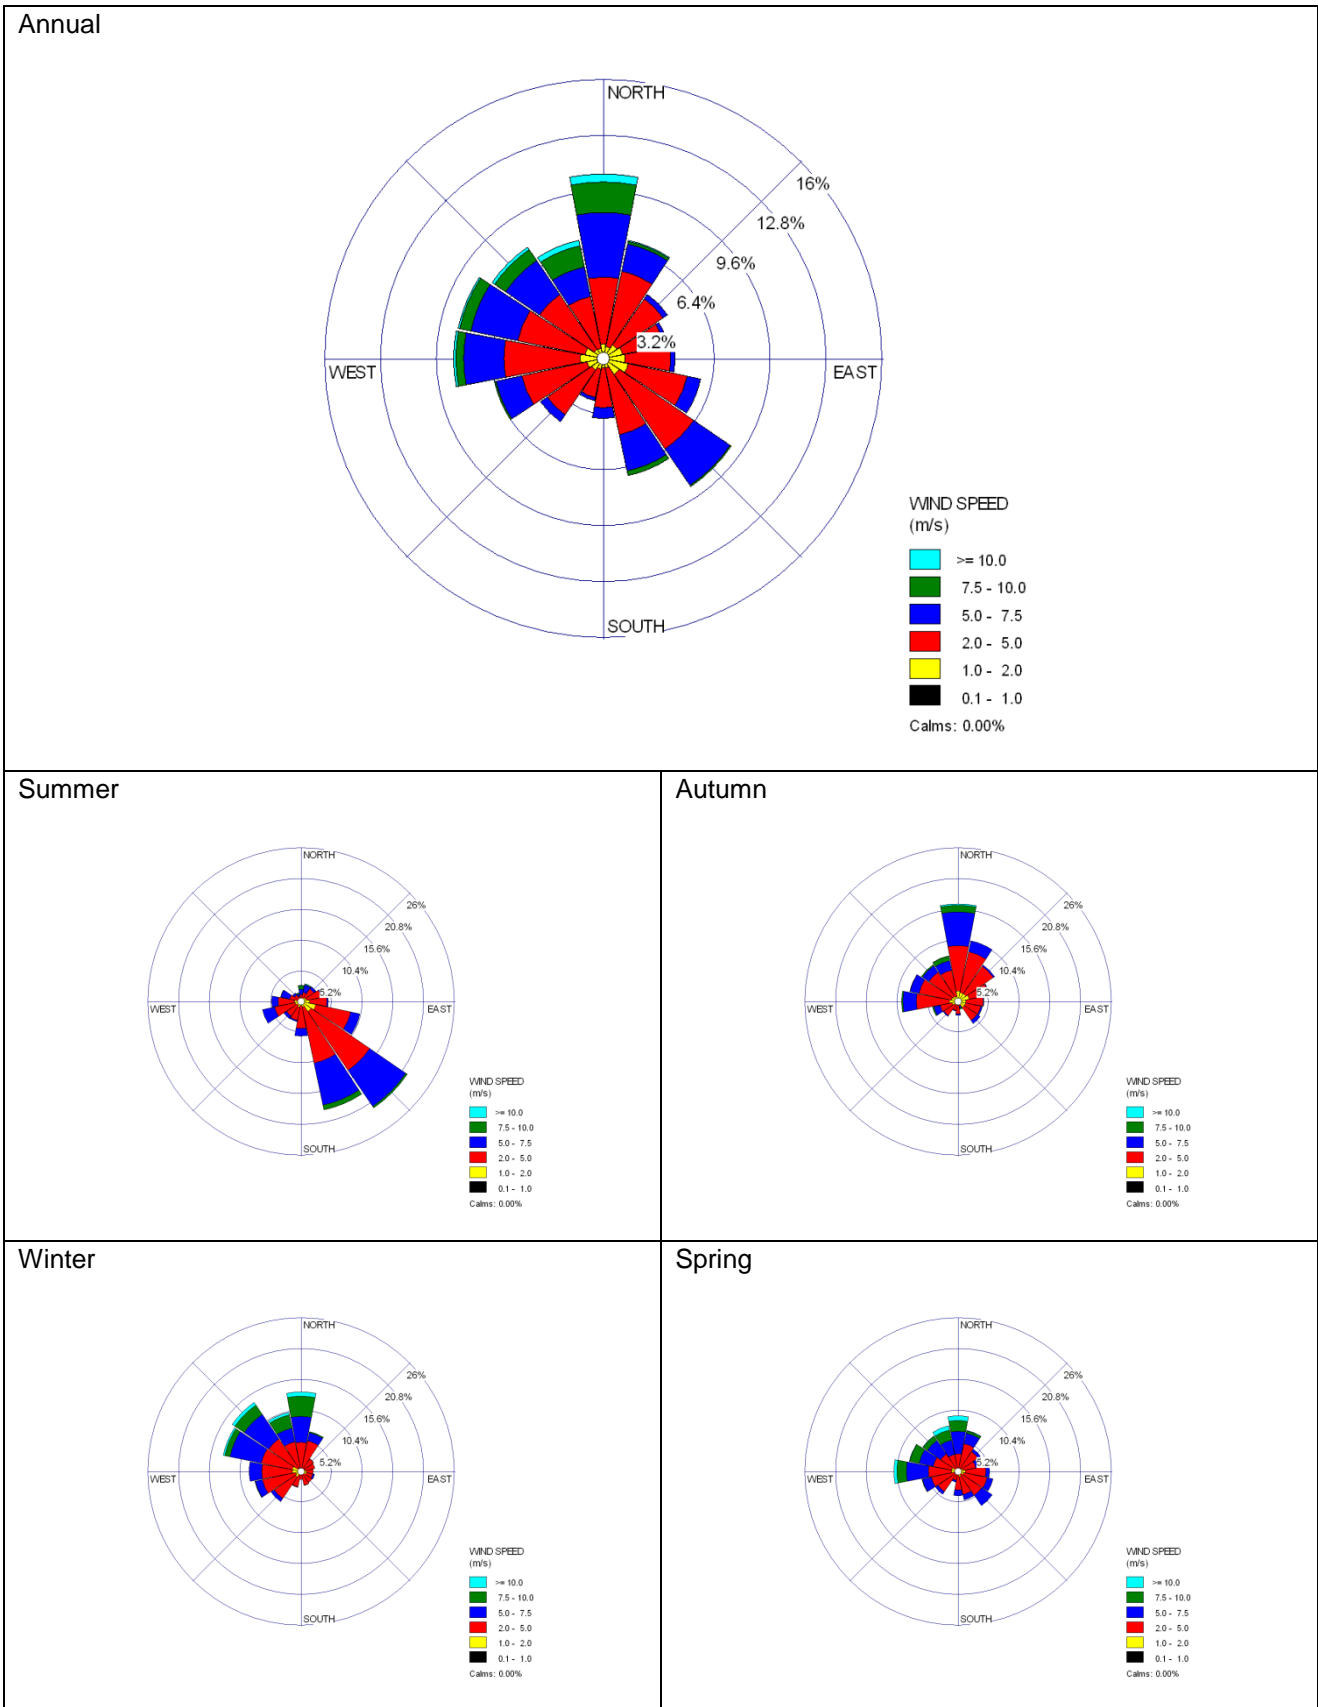 Annual
NORTH
16%
12.8%
9.6%
6.4%
3.2%
WEST
EAST
SOUTH
WIND SPEED
(m/s)
>= 10.0
7.5 - 10.0
5.0 - 7.5
2.0 - 5.0
1.0 - 2.0
0.1 - 1.0
Calms: 0.00%
Summer
NORTH
26%
20.8%
15.6%
10.4%
5.2%
WEST
EAST
SOUTH
WIND SPEED
(m/s)
>= 10.0
7.5 - 10.0
5.0 - 7.5
2.0 - 5.0
1.0 - 2.0
0.1 - 1.0
Calms: 0.00%
Autumn
NORTH
26%
20.8%
15.6%
10.4%
5.2%
WEST
EAST
SOUTH
WIND SPEED
(m/s)
>= 10.0
7.5 - 10.0
5.0 - 7.5
2.0 - 5.0
1.0 - 2.0
0.1 - 1.0
Calms: 0.00%
Winter
NORTH
26%
20.8%
15.6%
10.4%
5.2%
WEST
EAST
SOUTH
WIND SPEED
(m/s)
>= 10.0
7.5 - 10.0
5.0 - 7.5
2.0 - 5.0
1.0 - 2.0
0.1 - 1.0
Calms: 0.00%
Spring
NORTH
26%
20.8%
15.6%
10.4%
5.2%
WEST
EAST
SOUTH
WIND SPEED
(m/s)
>= 10.0
7.5 - 10.0
5.0 - 7.5
2.0 - 5.0
1.0 - 2.0
0.1 - 1.0
Calms: 0.00%